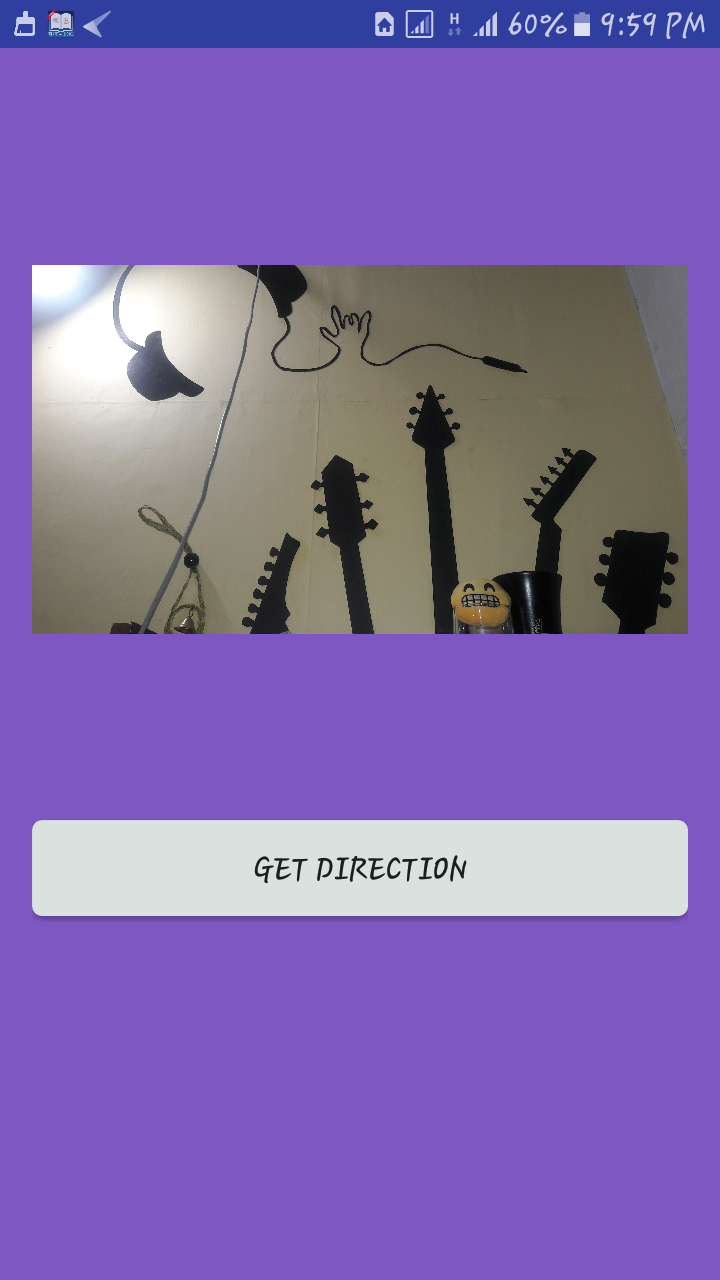 H 60% 9:59 PM
GET DIRECTION